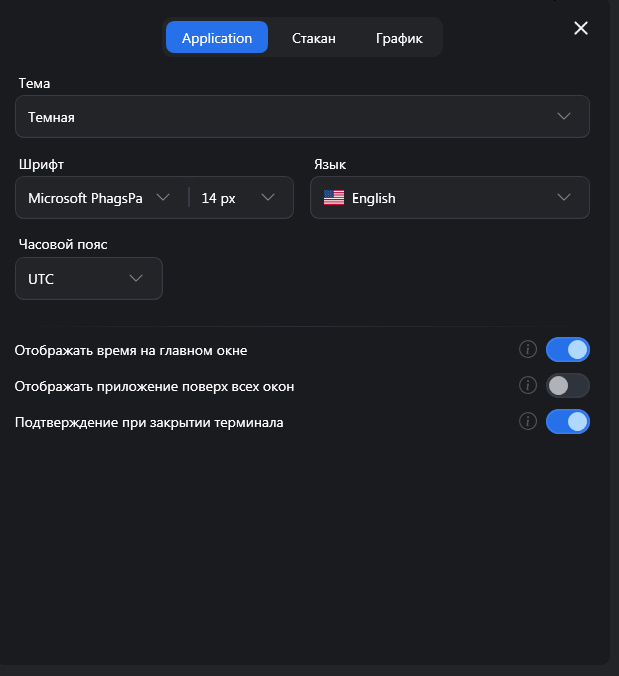 Application Стакан График
Тема
Темная
Шрифт Язык
Microsoft PhagsPa 14 px English
Часовой пояс
UTC
Отображать время на главном окне
Отображать приложение поверх всех окон
Подтверждение при закрытии терминала